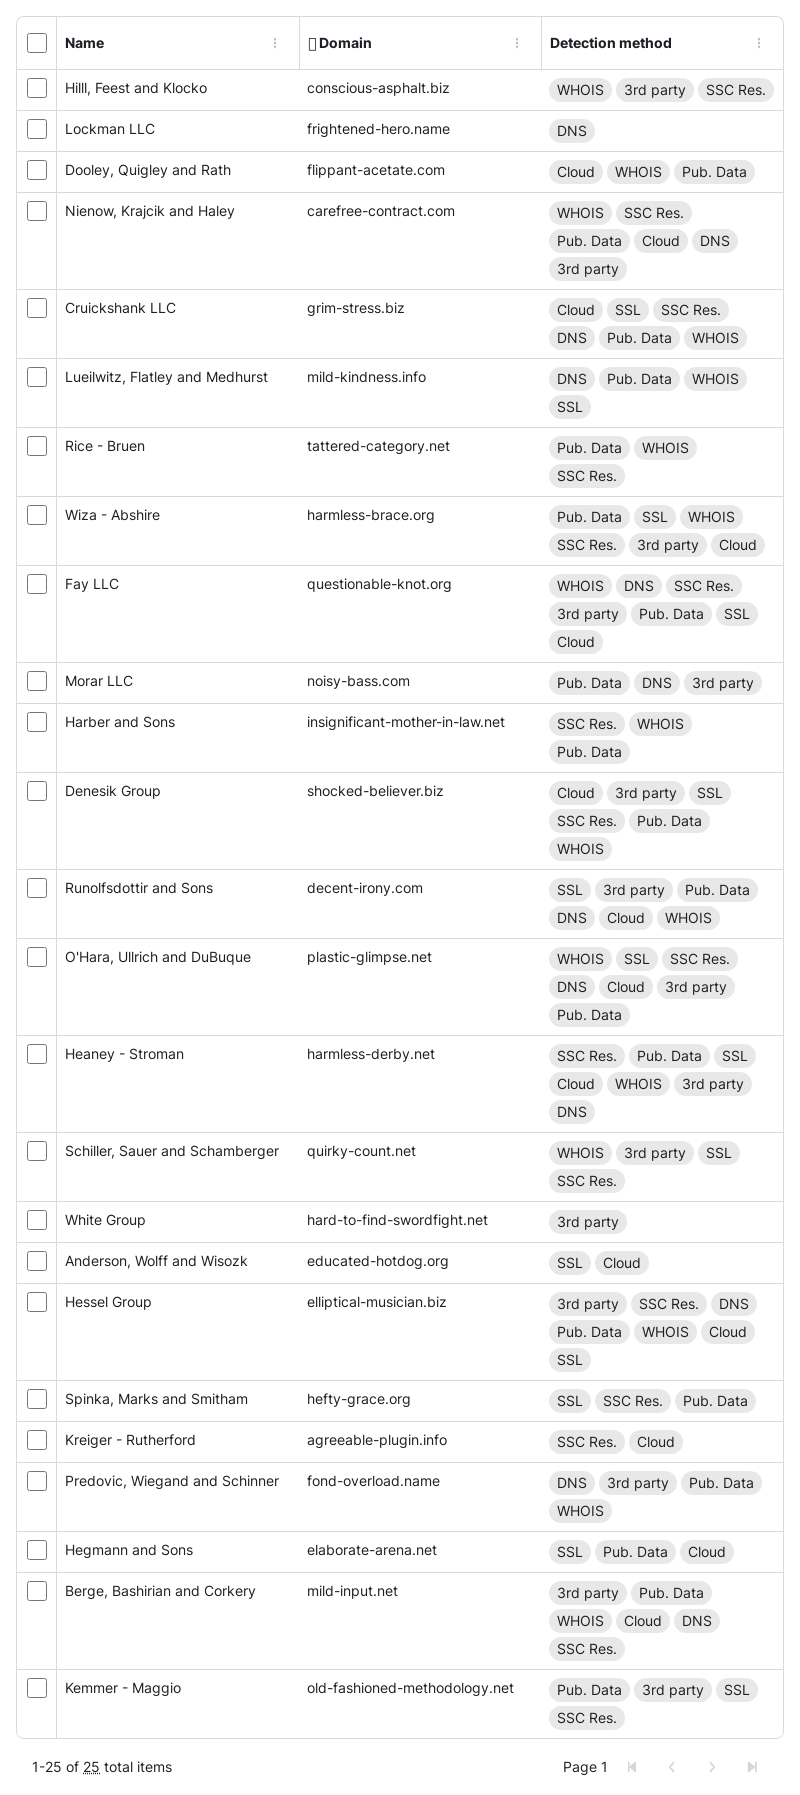 Name Domain Detection method
Hilll, Feest and Klocko conscious-asphalt.biz WHOIS 3rd party SSC Res.
Lockman LLC frightened-hero.name DNS
Dooley, Quigley and Rath flippant-acetate.com Cloud WHOIS Pub. Data
Nienow, Krajcik and Haley carefree-contract.com WHOIS SSC Res.
Pub. Data Cloud DNS
3rd party
Cruickshank LLC grim-stress.biz Cloud SSL SSC Res.
DNS Pub. Data WHOIS
Lueilwitz, Flatley and Medhurst mild-kindness.info DNS Pub. Data WHOIS
SSL
Rice - Bruen tattered-category.net Pub. Data WHOIS
SSC Res.
Wiza - Abshire harmless-brace.org Pub. Data SSL WHOIS
SSC Res. 3rd party Cloud
Fay LLC questionable-knot.org WHOIS DNS SSC Res.
3rd party Pub. Data SSL
Cloud
Morar LLC noisy-bass.com Pub. Data DNS 3rd party
Harber and Sons insignificant-mother-in-law.net SSC Res. WHOIS
Pub. Data
Denesik Group shocked-believer.biz Cloud 3rd party SSL
SSC Res. Pub. Data
WHOIS
Runolfsdottir and Sons decent-irony.com SSL 3rd party Pub. Data
DNS Cloud WHOIS
O'Hara, Ullrich and DuBuque plastic-glimpse.net WHOIS SSL SSC Res.
DNS Cloud 3rd party
Pub. Data
Heaney - Stroman harmless-derby.net SSC Res. Pub. Data SSL
Cloud WHOIS 3rd party
DNS
Schiller, Sauer and Schamberger quirky-count.net WHOIS 3rd party SSL
SSC Res.
White Group hard-to-find-swordfight.net 3rd party
Anderson, Wolff and Wisozk educated-hotdog.org SSL Cloud
Hessel Group elliptical-musician.biz 3rd party SSC Res. DNS
Pub. Data WHOIS Cloud
SSL
Spinka, Marks and Smitham hefty-grace.org SSL SSC Res. Pub. Data
Kreiger - Rutherford agreeable-plugin.info SSC Res. Cloud
Predovic, Wiegand and Schinner fond-overload.name DNS 3rd party Pub. Data
WHOIS
Hegmann and Sons elaborate-arena.net SSL Pub. Data Cloud
Berge, Bashirian and Corkery mild-input.net 3rd party Pub. Data
WHOIS Cloud DNS
SSC Res.
Kemmer - Maggio old-fashioned-methodology.net Pub. Data 3rd party SSL
SSC Res.
1-25 of 25 total items Page 1